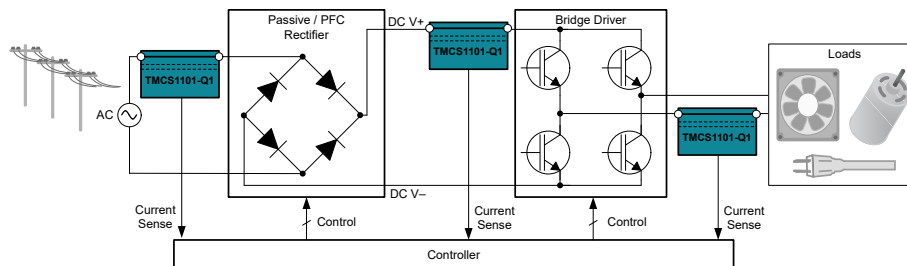 Passive / PFC
Rectifier
DC V+
Bridge Driver
Loads
TMCS1101-Q1
TMCS1101-Q1
AC
TMCS1101-Q1
DC V–
Current
Sense
Control
Current
Sense
Control
Current
Sense
Controller